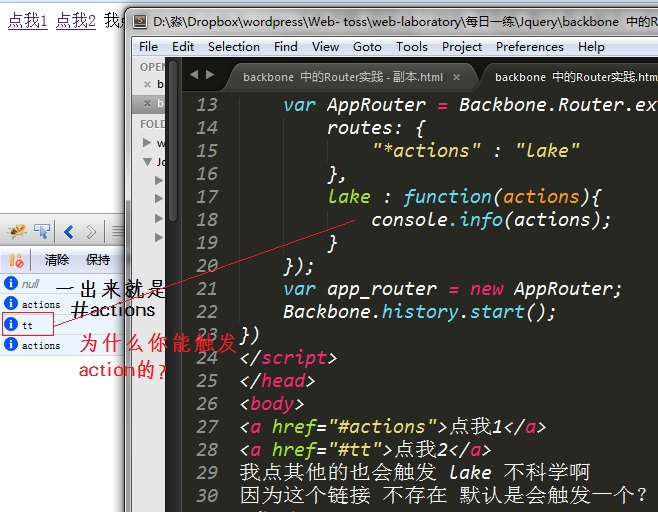 点我1 点我2 我点
D:\淼\Dropbox\wordpress\Web- toss\web-laboratory\每日一练\Jquery\backbone 中的Ro
File Edit Selection Find View Goto Tools Project Preferences Help
OPEN
backbone 中的Router实践 - 副本.html ×
backbone 中的Router实践.htm
FOLD
13 var AppRouter = Backbone.Router.ex
14 routes: {
15 "*actions" : "lake"
16 },
17 lake : function(actions){
18 console.info(actions);
19 }
20 });
21 var app_router = new AppRouter;
22 Backbone.history.start();
23 })
24 </script>
25 </head>
26 <body>
27 <a href="#actions">点我1</a>
28 <a href="#tt">点我2</a>
29 我点其他的也会触发 lake 不科学啊
30 因为这个链接 不存在 默认是会触发一个？
清除 保持
null
actions
tt
actions
一出来就是
#actions
为什么你能触发
action的？